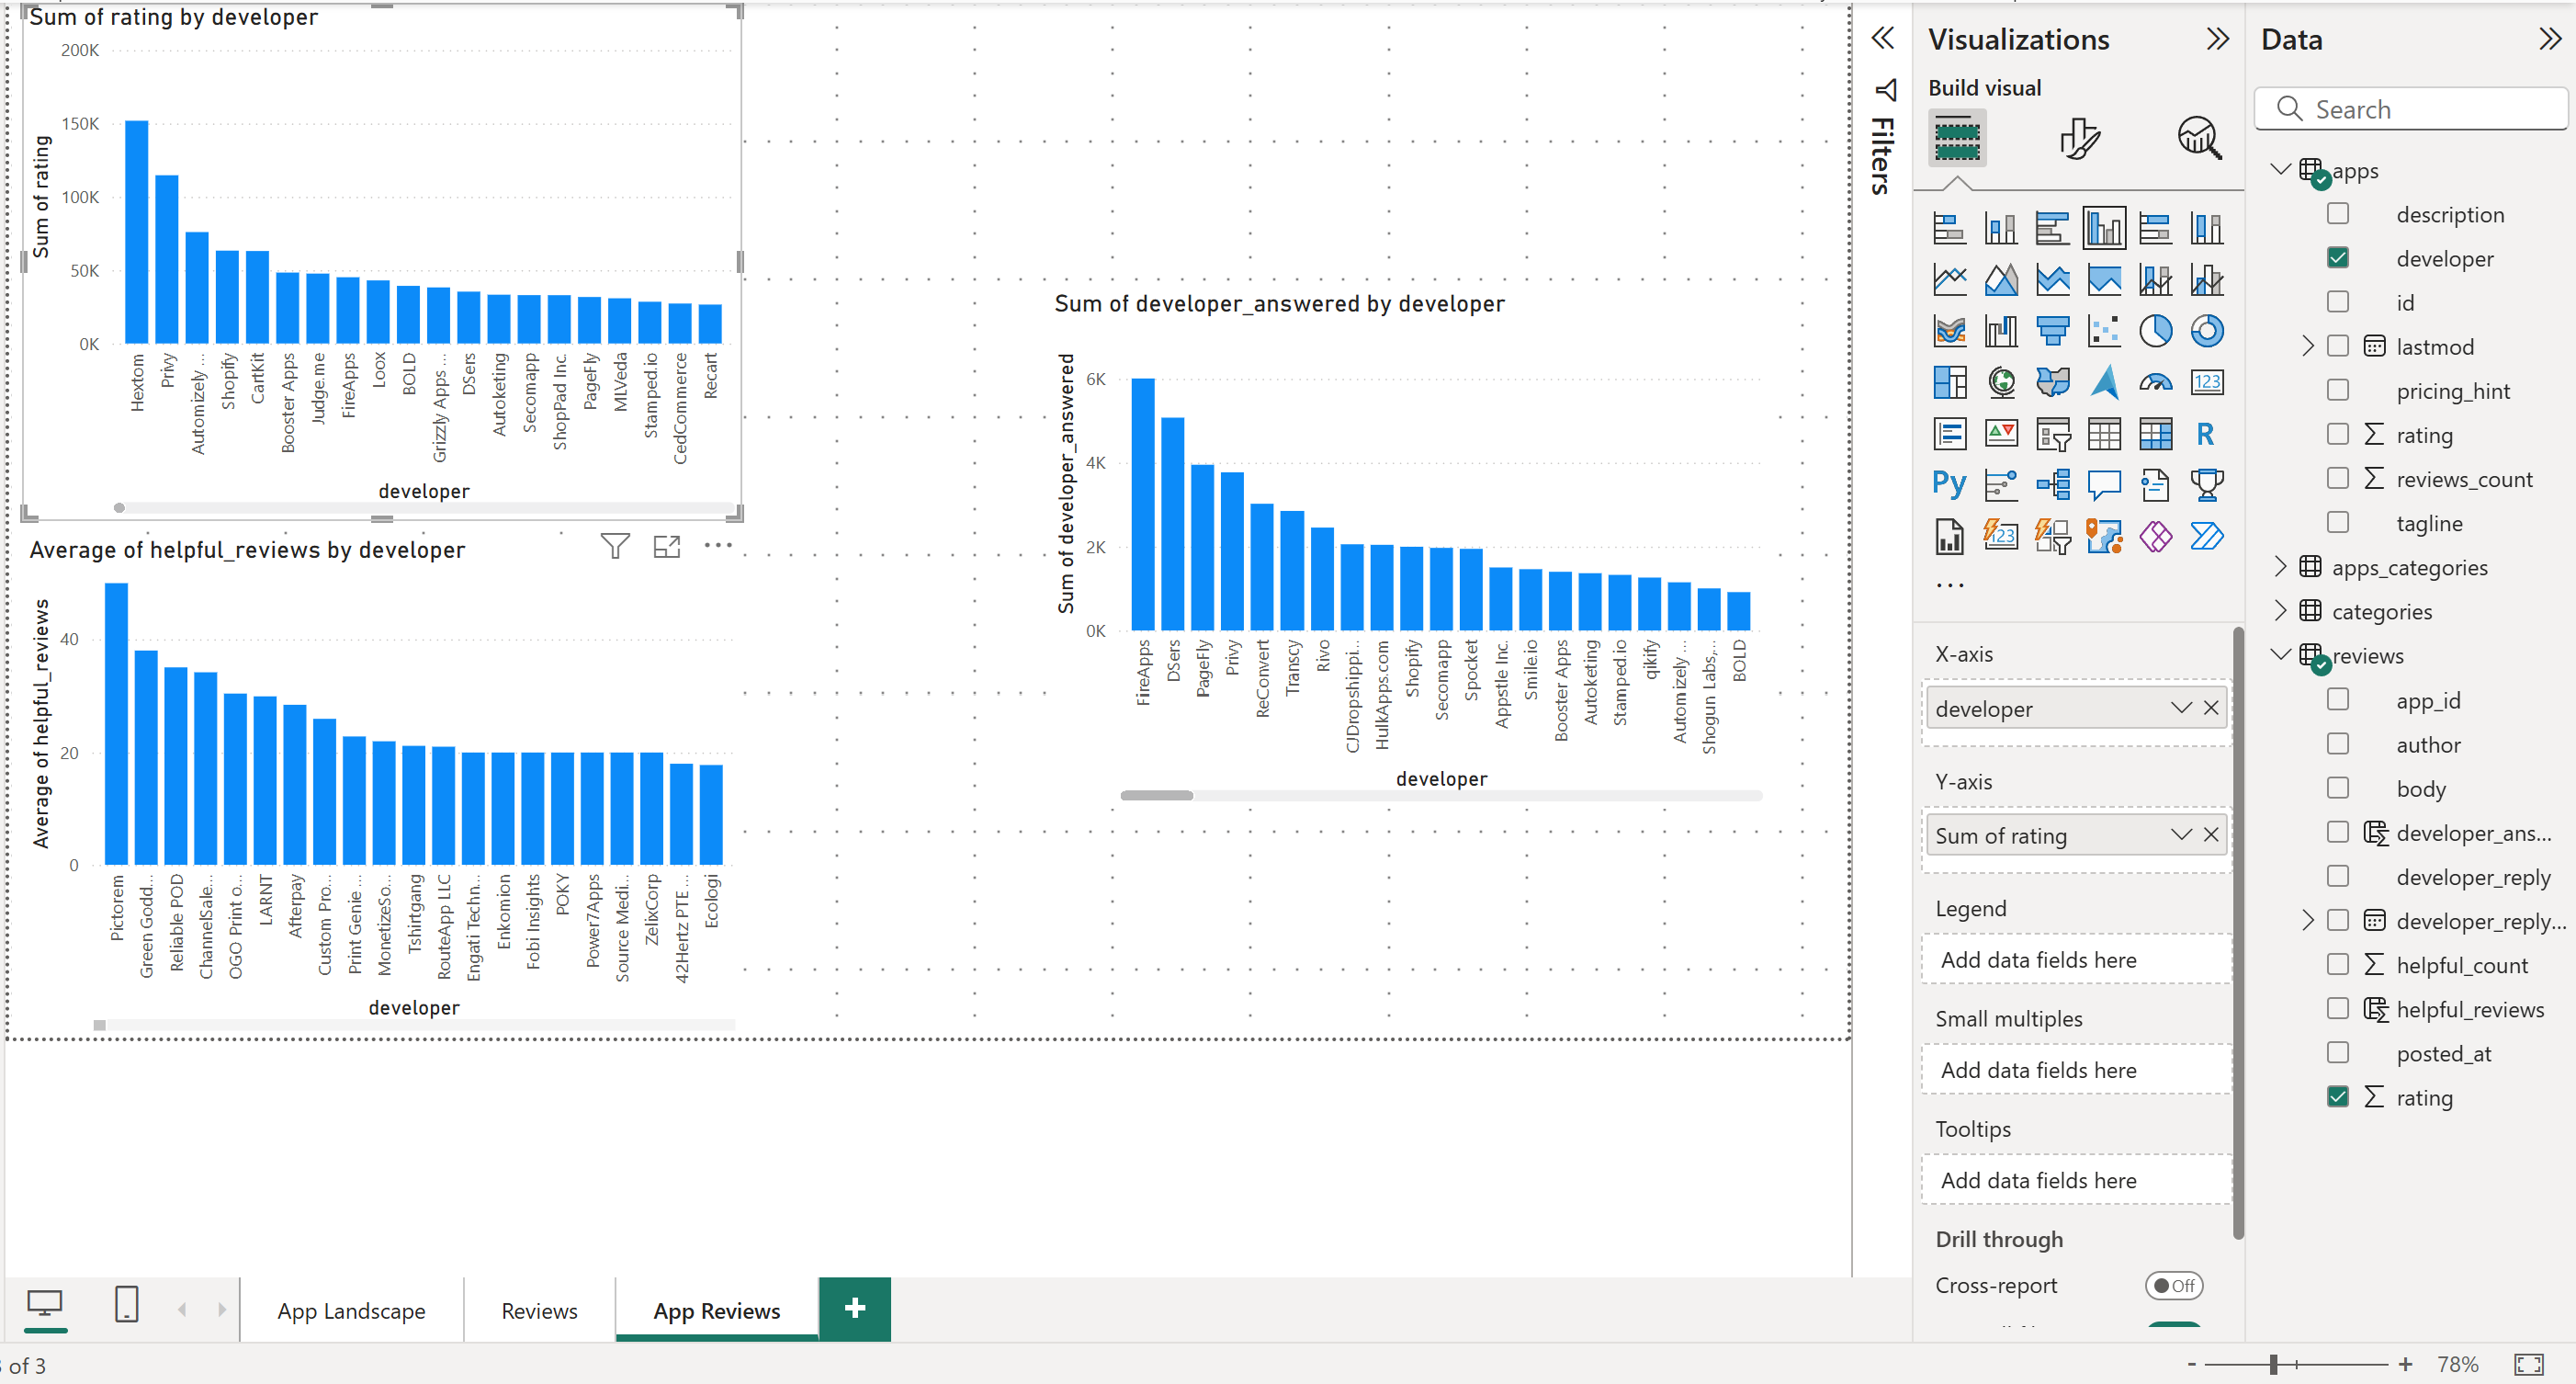 Sum of rating by developer
200K
150K
100K
50K
0K
Sum of rating
Hextom
Privy
Automizely ...
Shopify
CartKit
Booster Apps
Judge.me
FireApps
Loox
BOLD
Grizzly Apps ...
DSers
Autoketing
Secomapp
ShopPad Inc.
PageFly
MLVeda
Stamped.io
CedCommerce
Recart
developer
Average of helpful_reviews by developer
40
20
0
Average of helpful_reviews
Pictorem
Green Godd...
Reliable POD
ChannelSale...
OGO Print o...
LARNT
Afterpay
Custom Pro...
Print Genie ...
MonetizeSo...
Tshirtgang
RouteApp LLC
Engati Techn...
Enkomion
Fobi Insights
POKY
Power7Apps
Source Medi...
ZelixCorp
42Hertz PTE ...
Ecologi
developer
Sum of developer_answered by developer
6K
4K
2K
0K
Sum of developer_answered
FireApps
DSers
PageFly
Privy
ReConvert
Transcy
Rivo
CJDropshippi...
HulkApps.com
Shopify
Secomapp
Spocket
Appstle Inc.
Smile.io
Booster Apps
Autoketing
Stamped.io
qikify
Automizely ...
Shogun Labs,...
BOLD
developer
Filters
Visualizations
Build visual
123
R
Py
123
...
X-axis
developer
Y-axis
Sum of rating
Legend
Add data fields here
Small multiples
Add data fields here
Tooltips
Add data fields here
Drill through
Cross-report
Off
Data
Search
apps
description
developer
id
lastmod
pricing_hint
rating
reviews_count
tagline
apps_categories
categories
reviews
app_id
author
body
developer_ans...
developer_reply
developer_reply...
helpful_count
helpful_reviews
posted_at
rating
App Landscape
Reviews
App Reviews
+
of 3
- + 78%